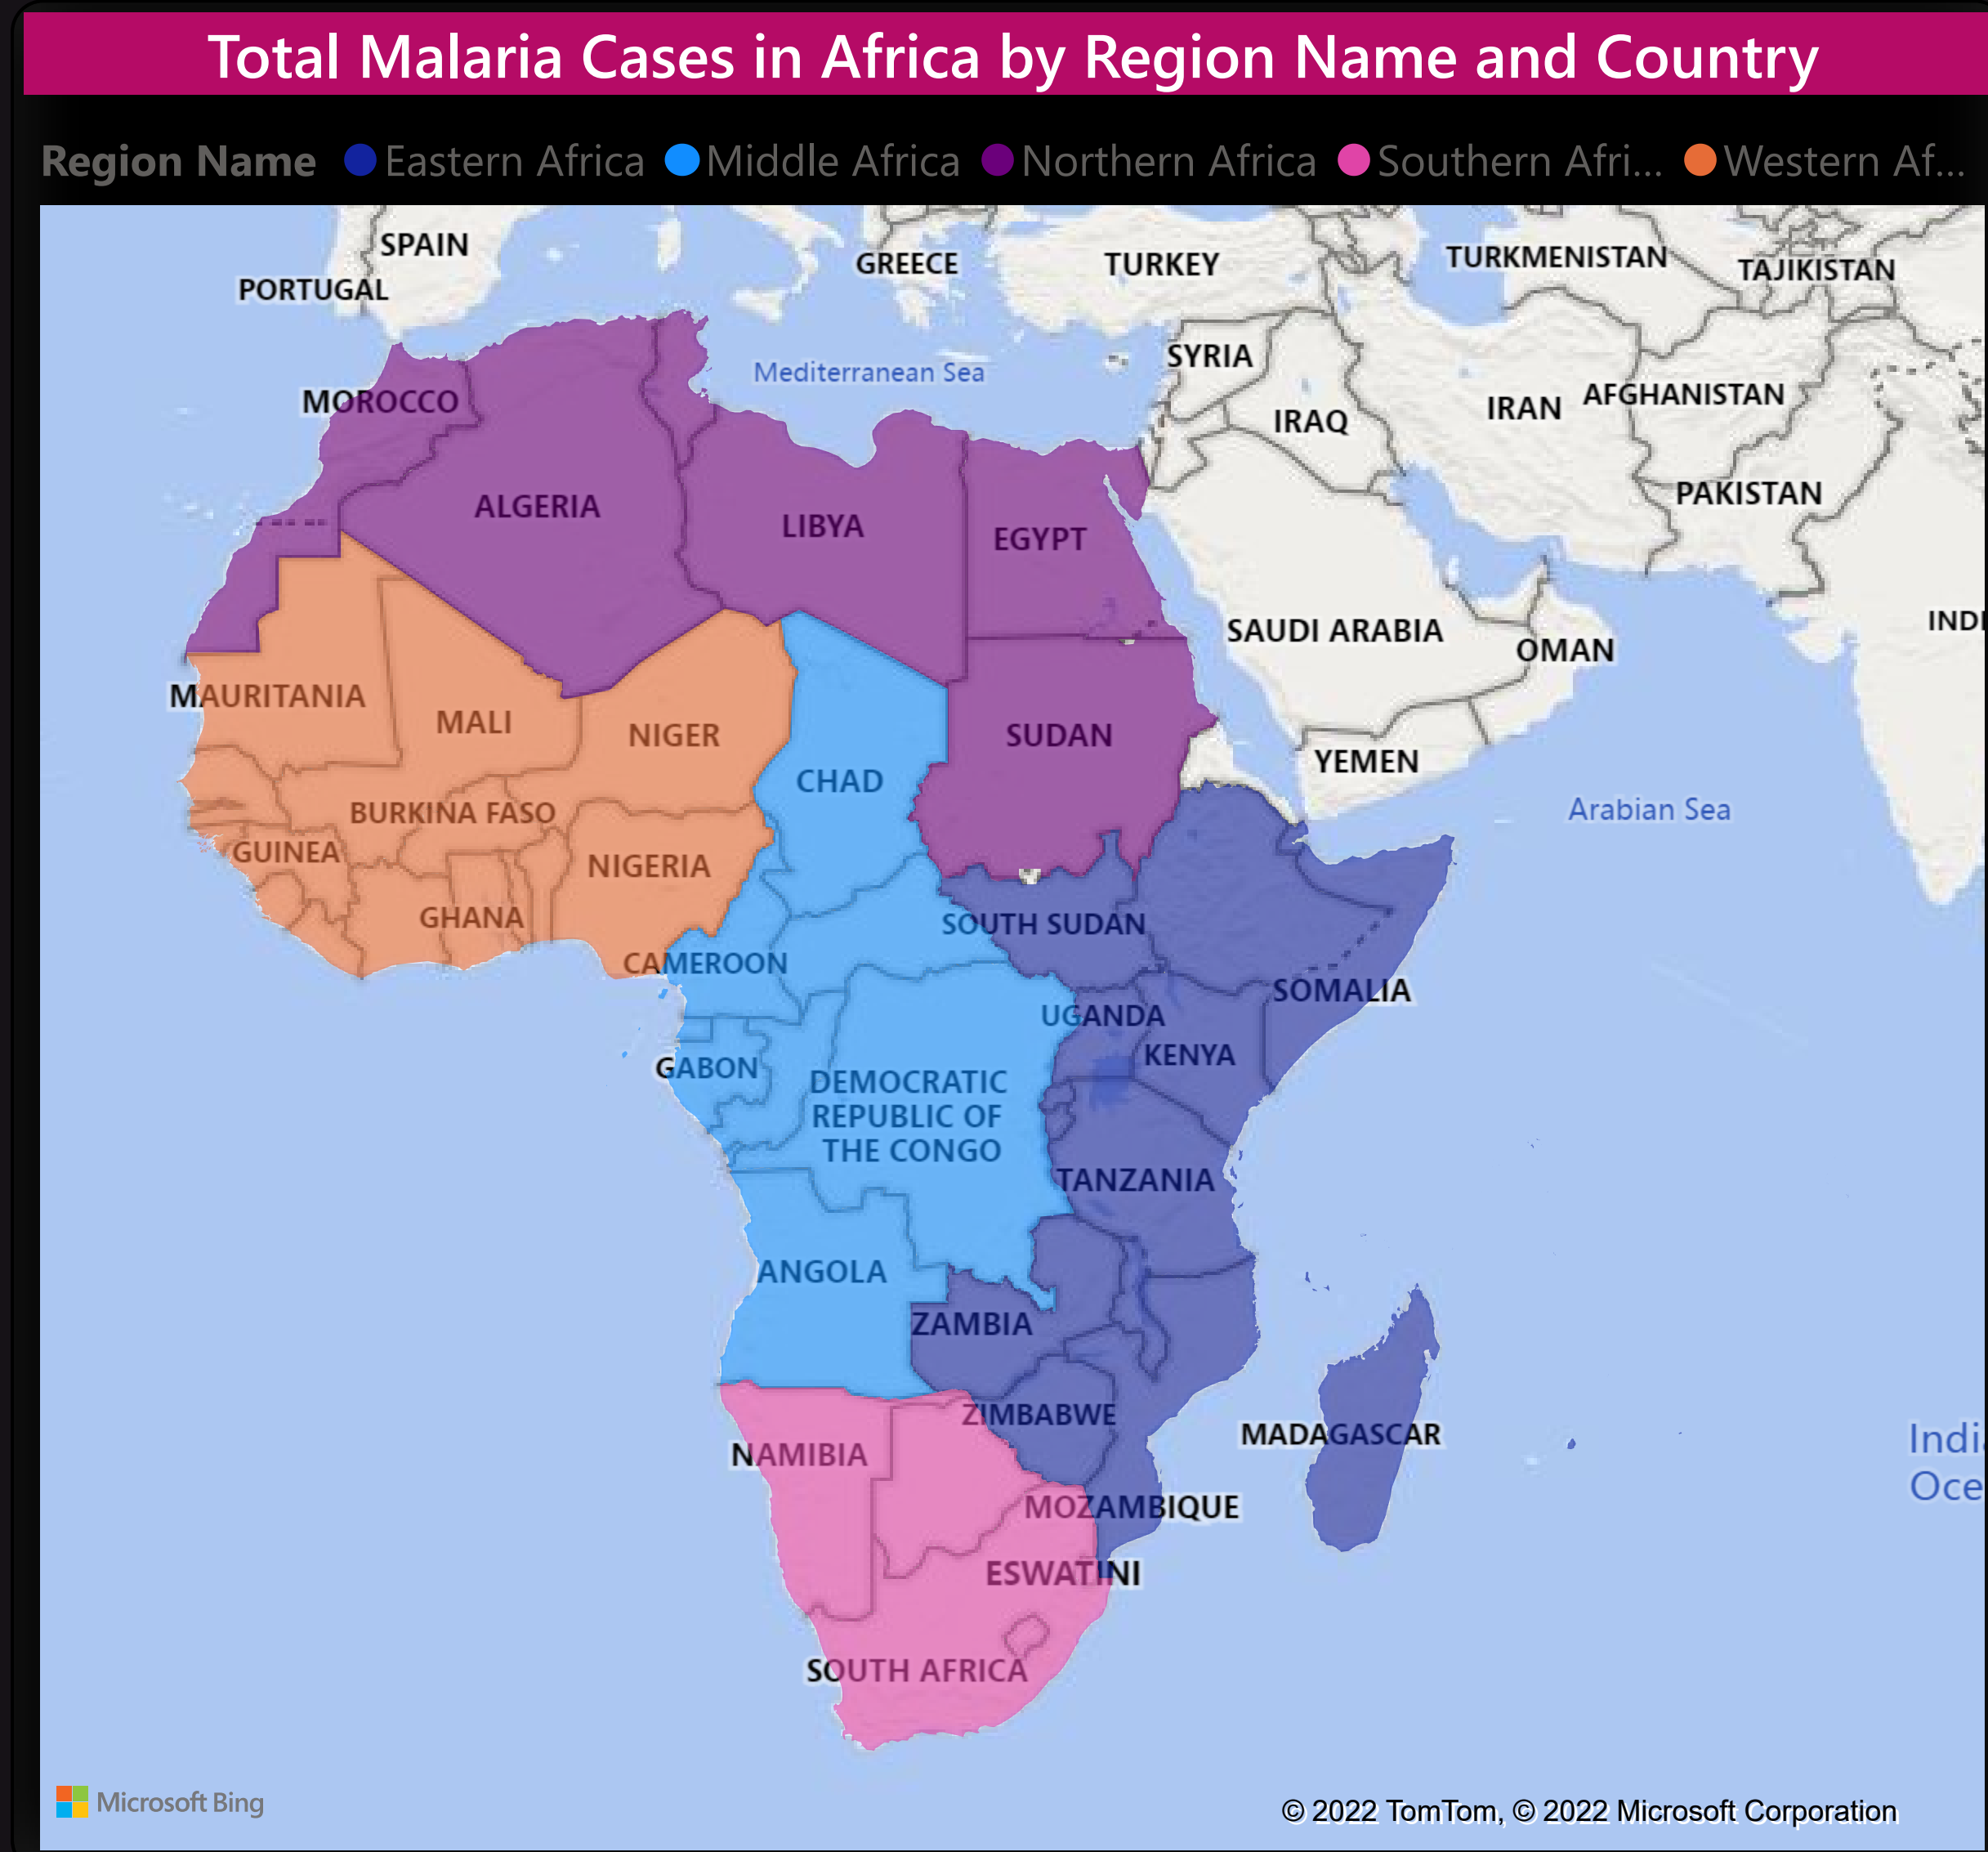 Total Malaria Cases in Africa by Region Name and Country
Region Name Eastern Africa Middle Africa Northern Africa Southern Afri... Western Af...
SPAIN
PORTUGAL
GREECE
TURKEY
TURKMENISTAN
TAJIKISTAN
SYRIA
Mediterranean Sea
MOROCCO
IRAQ
IRAN
AFGHANISTAN
PAKISTAN
ALGERIA
LIBYA
EGYPT
SAUDI ARABIA
OMAN
INDI
MAURITANIA
MALI
NIGER
SUDAN
YEMEN
CHAD
Arabian Sea
BURKINA FASO
GUINEA
NIGERIA
GHANA
SOUTH SUDAN
CAMEROON
SOMALIA
UGANDA
KENYA
GABON
DEMOCRATIC
REPUBLIC OF
THE CONGO
TANZANIA
ANGOLA
ZAMBIA
ZIMBABWE
MADAGASCAR
Indi
Oce
NAMIBIA
MOZAMBIQUE
ESWATINI
SOUTH AFRICA
Microsoft Bing
© 2022 TomTom, © 2022 Microsoft Corporation